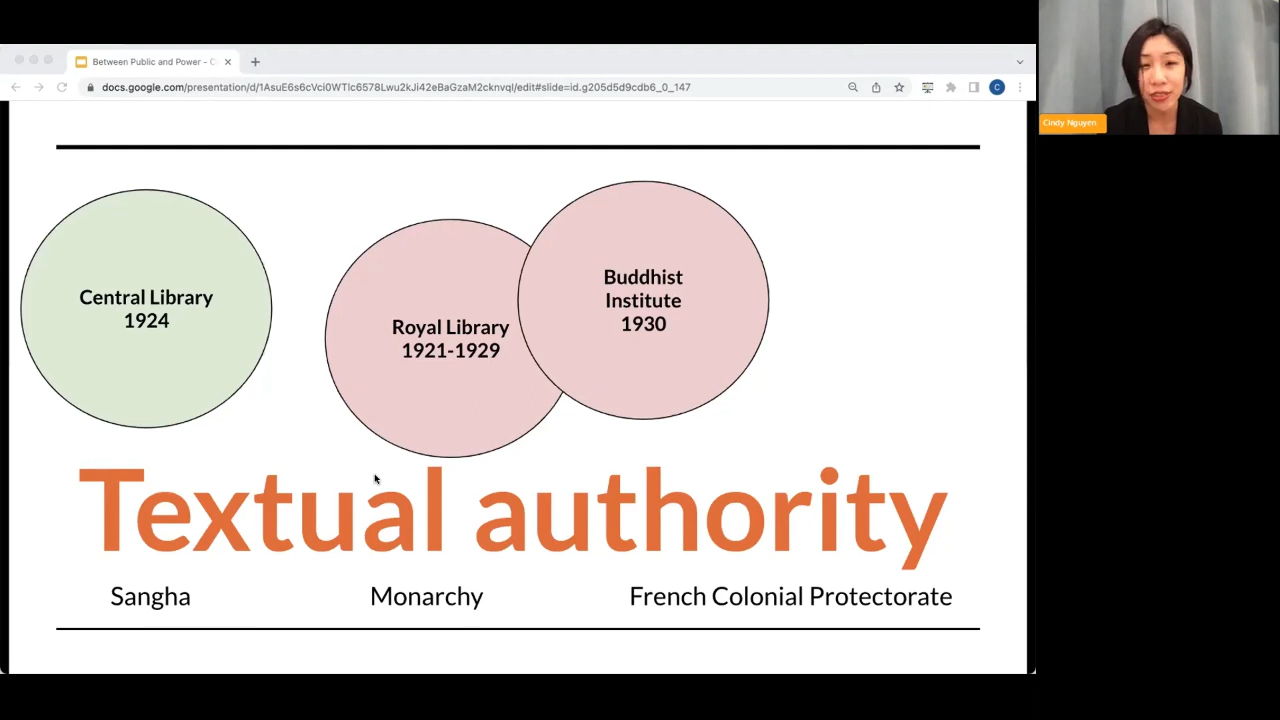 Between Public and Power - C
docs.google.com/presentation/d/1AsuE6s6cVci0WTlc6578Lwu2kJi42eBaGzaM2cknvqI/edit#slide=id.g205d5d9cdb6_0_147
C
Cindy Nguyen
Central Library
1924
Royal Library
1921-1929
Buddhist
Institute
1930
Textual authority
Sangha
Monarchy
French Colonial Protectorate